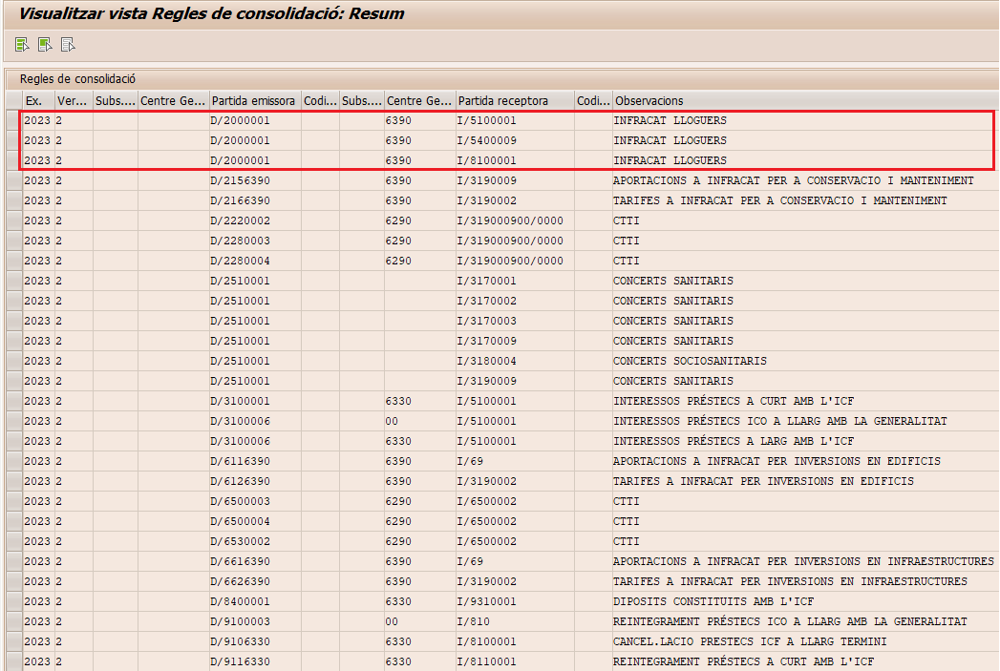 Visualitzar vista Regles de consolidació: Resum
Regles de consolidació
Ex. Ver... Subs.... Centre Ge... Partida emissora Codi... Subs.... Centre Ge... Partida receptora Codi... Observacions
2023 2 D/2000001 6390 I/5100001 INFRACAT LLOGUERS
2023 2 D/2000001 6390 I/5400009 INFRACAT LLOGUERS
2023 2 D/2000001 6390 I/8100001 INFRACAT LLOGUERS
2023 2 D/2156390 6390 I/3190009 APORTACIONS A INFRACAT PER A CONSERVACIO I MANTENIMENT
2023 2 D/2166390 6390 I/3190002 TARIFES A INFRACAT PER A CONSERVACIO I MANTENIMENT
2023 2 D/2220002 6290 I/319000900/0000 CTTI
2023 2 D/2280003 6290 I/319000900/0000 CTTI
2023 2 D/2280004 6290 I/319000900/0000 CTTI
2023 2 D/2510001 I/3170001 CONCERTS SANITARIS
2023 2 D/2510001 I/3170002 CONCERTS SANITARIS
2023 2 D/2510001 I/3170003 CONCERTS SANITARIS
2023 2 D/2510001 I/3170009 CONCERTS SANITARIS
2023 2 D/2510001 I/3180004 CONCERTS SOCIOSANITARIS
2023 2 D/2510001 I/3190009 CONCERTS SANITARIS
2023 2 D/3100001 6330 I/5100001 INTERESSOS PRÉSTECS A CURT AMB L'ICF
2023 2 D/3100006 00 I/5100001 INTERESSOS PRÉSTECS ICO A LLARG AMB LA GENERALITAT
2023 2 D/3100006 6330 I/5100001 INTERESSOS PRÉSTECS A LARG AMB L'ICF
2023 2 D/6116390 6390 I/69 APORTACIONS A INFRACAT PER INVERSIONS EN EDIFICIS
2023 2 D/6126390 6390 I/3190002 TARIFES A INFRACAT PER INVERSIONS EN EDIFICIS
2023 2 D/6500003 6290 I/6500002 CTTI
2023 2 D/6500004 6290 I/6500002 CTTI
2023 2 D/6530002 6290 I/6500002 CTTI
2023 2 D/6616390 6390 I/69 APORTACIONS A INFRACAT PER INVERSIONS EN INFRAESTRUCTURES
2023 2 D/6626390 6390 I/3190002 TARIFES A INFRACAT PER INVERSIONS EN INFRAESTRUCTURES
2023 2 D/8400001 6330 I/9310001 DIPOSITS CONSTITUITS AMB L'ICF
2023 2 D/9100003 00 I/810 REINTEGRAMENT PRÉSTECS ICO A LLARG AMB LA GENERALITAT
2023 2 D/9106330 6330 I/8100001 CANCEL.LACIO PRESTECS ICF A LLARG TERMINI
2023 2 D/9116330 6330 I/8110001 REINTEGRAMENT PRÉSTECS A CURT AMB L'ICF